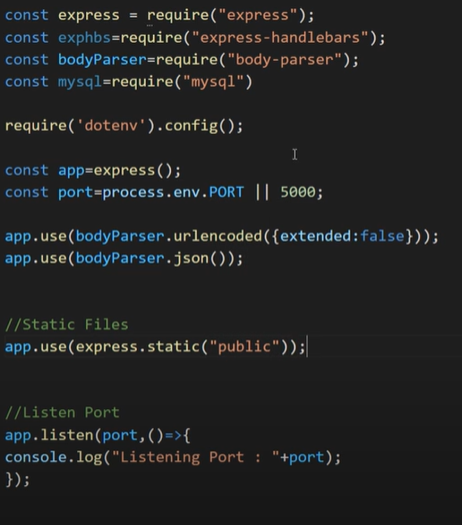 const express = require("express");
const exphbs=require("express-handlebars");
const bodyParser=require("body-parser");
const mysql=require("mysql")
require('dotenv').config();
const app=express();
const port=process.env.PORT || 5000;
app.use(bodyParser.urlencoded({extended:false}));
app.use(bodyParser.json());
//Static Files
app.use(express.static("public"));
//Listen Port
app.listen(port,()=>{
console.log("Listening Port : "+port);
});